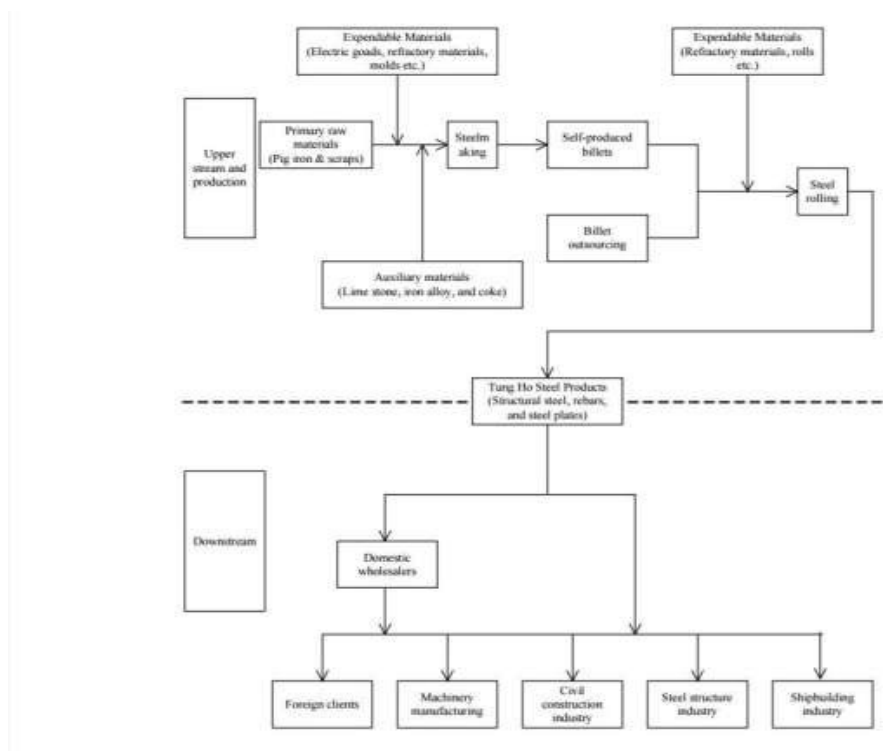 Expendable Materials
(Electric goads, refractory materials,
molds etc.)
Expendable Materials
(Refractory materials, rolls
etc.)
Upper
stream and
production
Primary raw
materials
(Pig iron & scraps)
Steelm
aking
Self-produced
billets
Steel
rolling
Billet
outsourcing
Auxiliary materials
(Lime stone, iron alloy, and coke)
Tung Ho Steel Products
(Structural steel, rebars,
and steel plates)
Downstream
Domestic
wholesalers
Foreign clients
Machinery
manufacturing
Civil
construction
industry
Steel structure
industry
Shipbuilding
industry